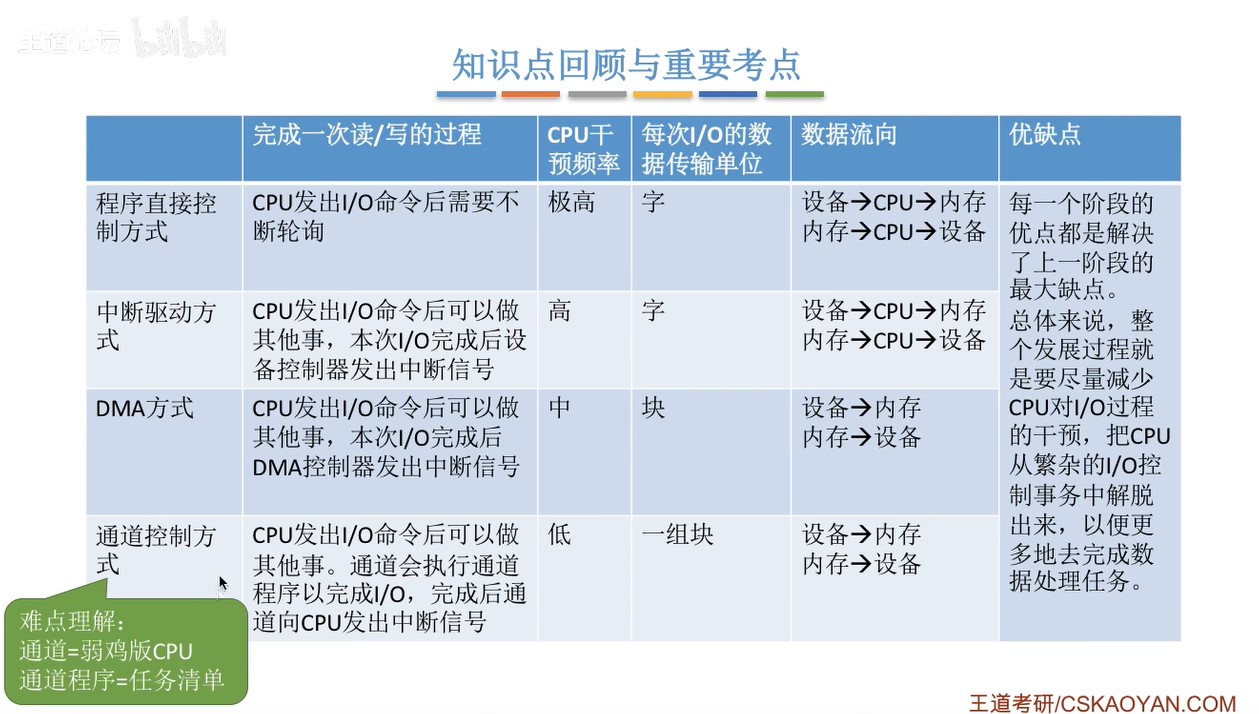 王道论坛 bilibili
知识点回顾与重要考点
完成一次读/写的过程
CPU干
预频率
每次I/O的数
据传输单位
数据流向
优缺点
程序直接控
制方式
CPU发出I/O命令后需要不
断轮询
极高
字
设备→CPU→内存
内存→CPU→设备
中断驱动方
式
CPU发出I/O命令后可以做
其他事，本次I/O完成后设
备控制器发出中断信号
高
字
设备→CPU→内存
内存→CPU→设备
DMA方式
CPU发出I/O命令后可以做
其他事，本次I/O完成后
DMA控制器发出中断信号
中
块
设备→内存
内存→设备
通道控制方
式
CPU发出I/O命令后可以做
其他事。通道会执行通道
程序以完成I/O，完成后通
道向CPU发出中断信号
低
一组块
设备→内存
内存→设备
每一个阶段的
优点都是解决
了上一阶段的
最大缺点。
总体来说，整
个发展过程就
是要尽量减少
CPU对I/O过程
的干预，把CPU
从繁杂的I/O控
制事务中解脱
出来，以便更
多地去完成数
据处理任务。
难点理解：
通道=弱鸡版CPU
通道程序=任务清单
王道考研/CSKAOYAN.COM